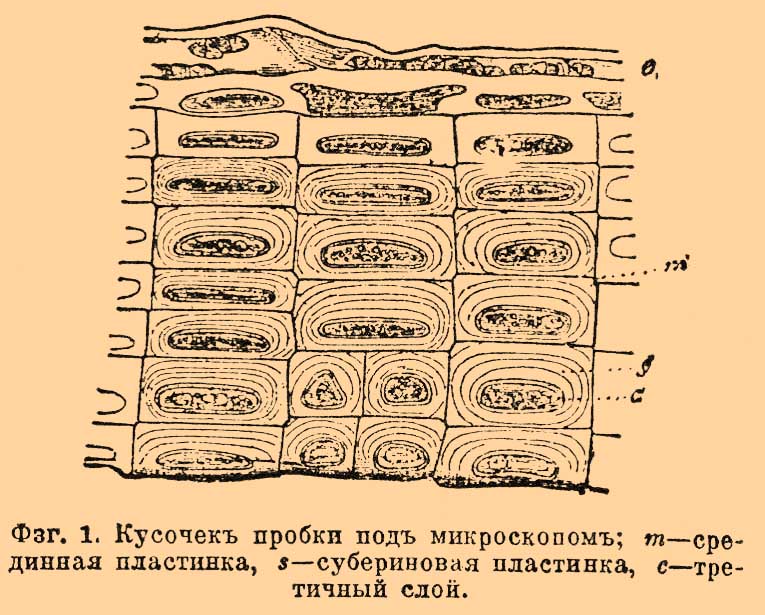 e,
m
s
c
Фзг. 1. Кусочекъ пробки подъ микроскопомъ; m—сре-
динная пластинка, s—субериновая пластинка, c—тре-
тичный слой.